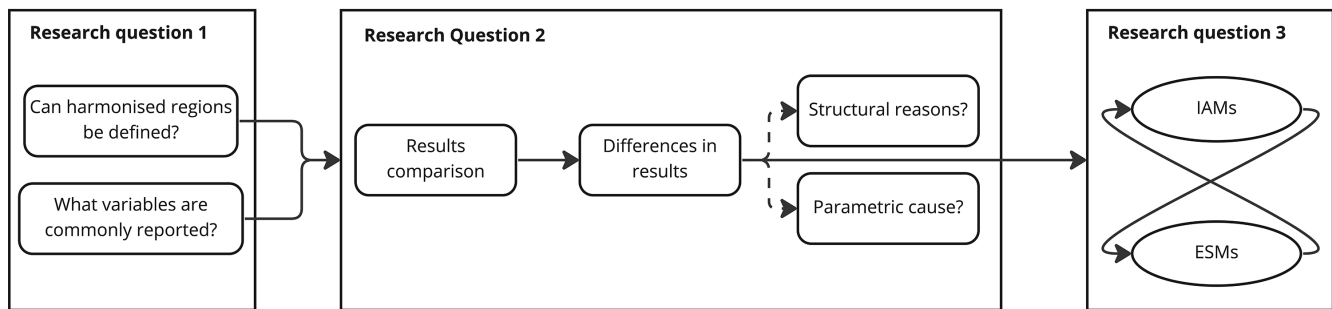 Research question 1
Can harmonised regions
be defined?
What variables are
commonly reported?
Research Question 2
Results
comparison
Differences in
results
Structural reasons?
Parametric cause?
Research question 3
IAMs
ESMs